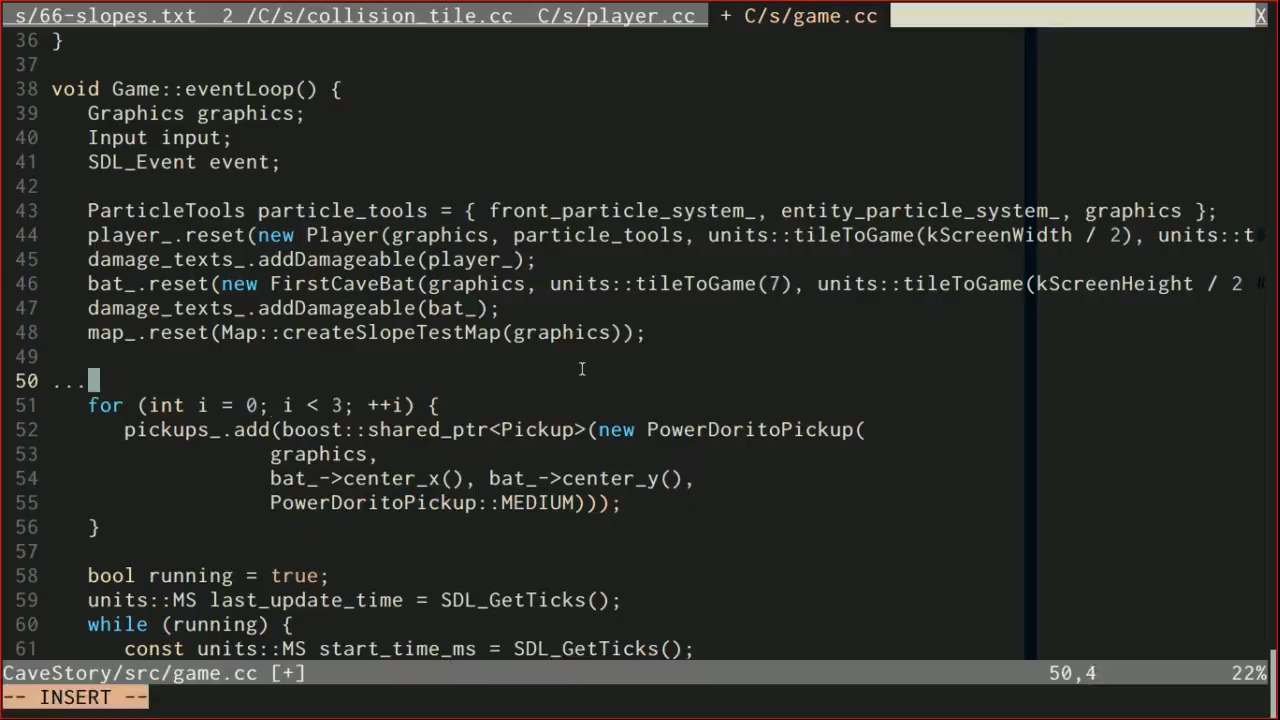 s/66-slopes.txt  2 /C/s/collision_tile.cc  C/s/player.cc  + C/s/game.cc  X
36 }
37
38 void Game::eventLoop() {
39    Graphics graphics;
40    Input input;
41    SDL_Event event;
42
43    ParticleTools particle_tools = { front_particle_system_, entity_particle_system_, graphics };
44    player_.reset(new Player(graphics, particle_tools, units::tileToGame(kScreenWidth / 2), units::t
45    damage_texts_.addDamageable(player_);
46    bat_.reset(new FirstCaveBat(graphics, units::tileToGame(7), units::tileToGame(kScreenHeight / 2
47    damage_texts_.addDamageable(bat_);
48    map_.reset(Map::createSlopeTestMap(graphics));
49
50 ...
51    for (int i = 0; i < 3; ++i) {
52       pickups_.add(boost::shared_ptr<Pickup>(new PowerDoritoPickup(
53                   graphics,
54                   bat_->center_x(), bat_->center_y(),
55                   PowerDoritoPickup::MEDIUM)));
56    }
57
58    bool running = true;
59    units::MS last_update_time = SDL_GetTicks();
60    while (running) {
61       const units::MS start_time_ms = SDL_GetTicks();
CaveStory/src/game.cc [+]  50,4  22%
-- INSERT --